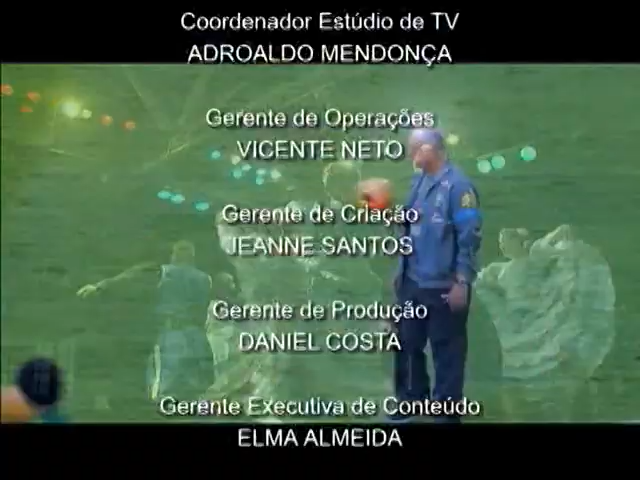 Coordenador Estúdio de TV
ADROALDO MENDONÇA
Gerente de Operações
VICENTE NETO
Gerente de Criação
JEANNE SANTOS
Gerente de Produção
DANIEL COSTA
Gerente Executiva de Conteúdo
ELMA ALMEIDA